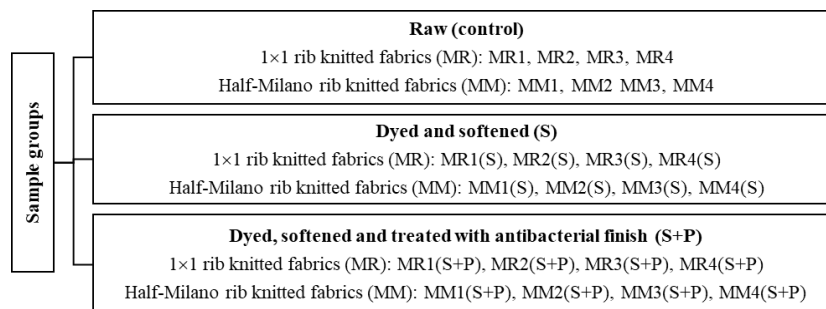 Sample groups
Raw (control)
1×1 rib knitted fabrics (MR): MR1, MR2, MR3, MR4
Half-Milano rib knitted fabrics (MM): MM1, MM2 MM3, MM4
Dyed and softened (S)
1×1 rib knitted fabrics (MR): MR1(S), MR2(S), MR3(S), MR4(S)
Half-Milano rib knitted fabrics (MM): MM1(S), MM2(S), MM3(S), MM4(S)
Dyed, softened and treated with antibacterial finish (S+P)
1×1 rib knitted fabrics (MR): MR1(S+P), MR2(S+P), MR3(S+P), MR4(S+P)
Half-Milano rib knitted fabrics (MM): MM1(S+P), MM2(S+P), MM3(S+P), MM4(S+P)